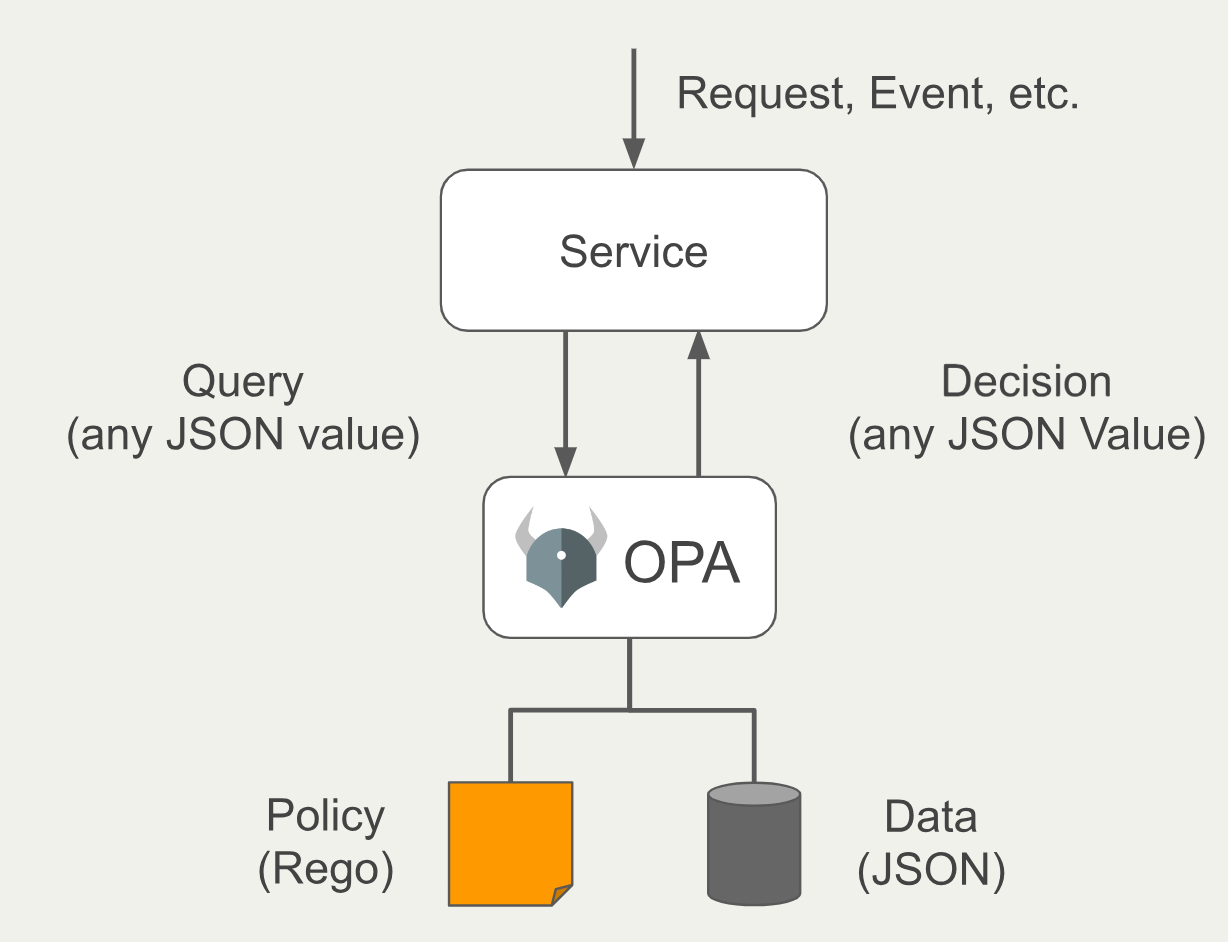 Request, Event, etc.
Service
Query
(any JSON value)
Decision
(any JSON Value)
OPA
Policy
(Rego)
Data
(JSON)